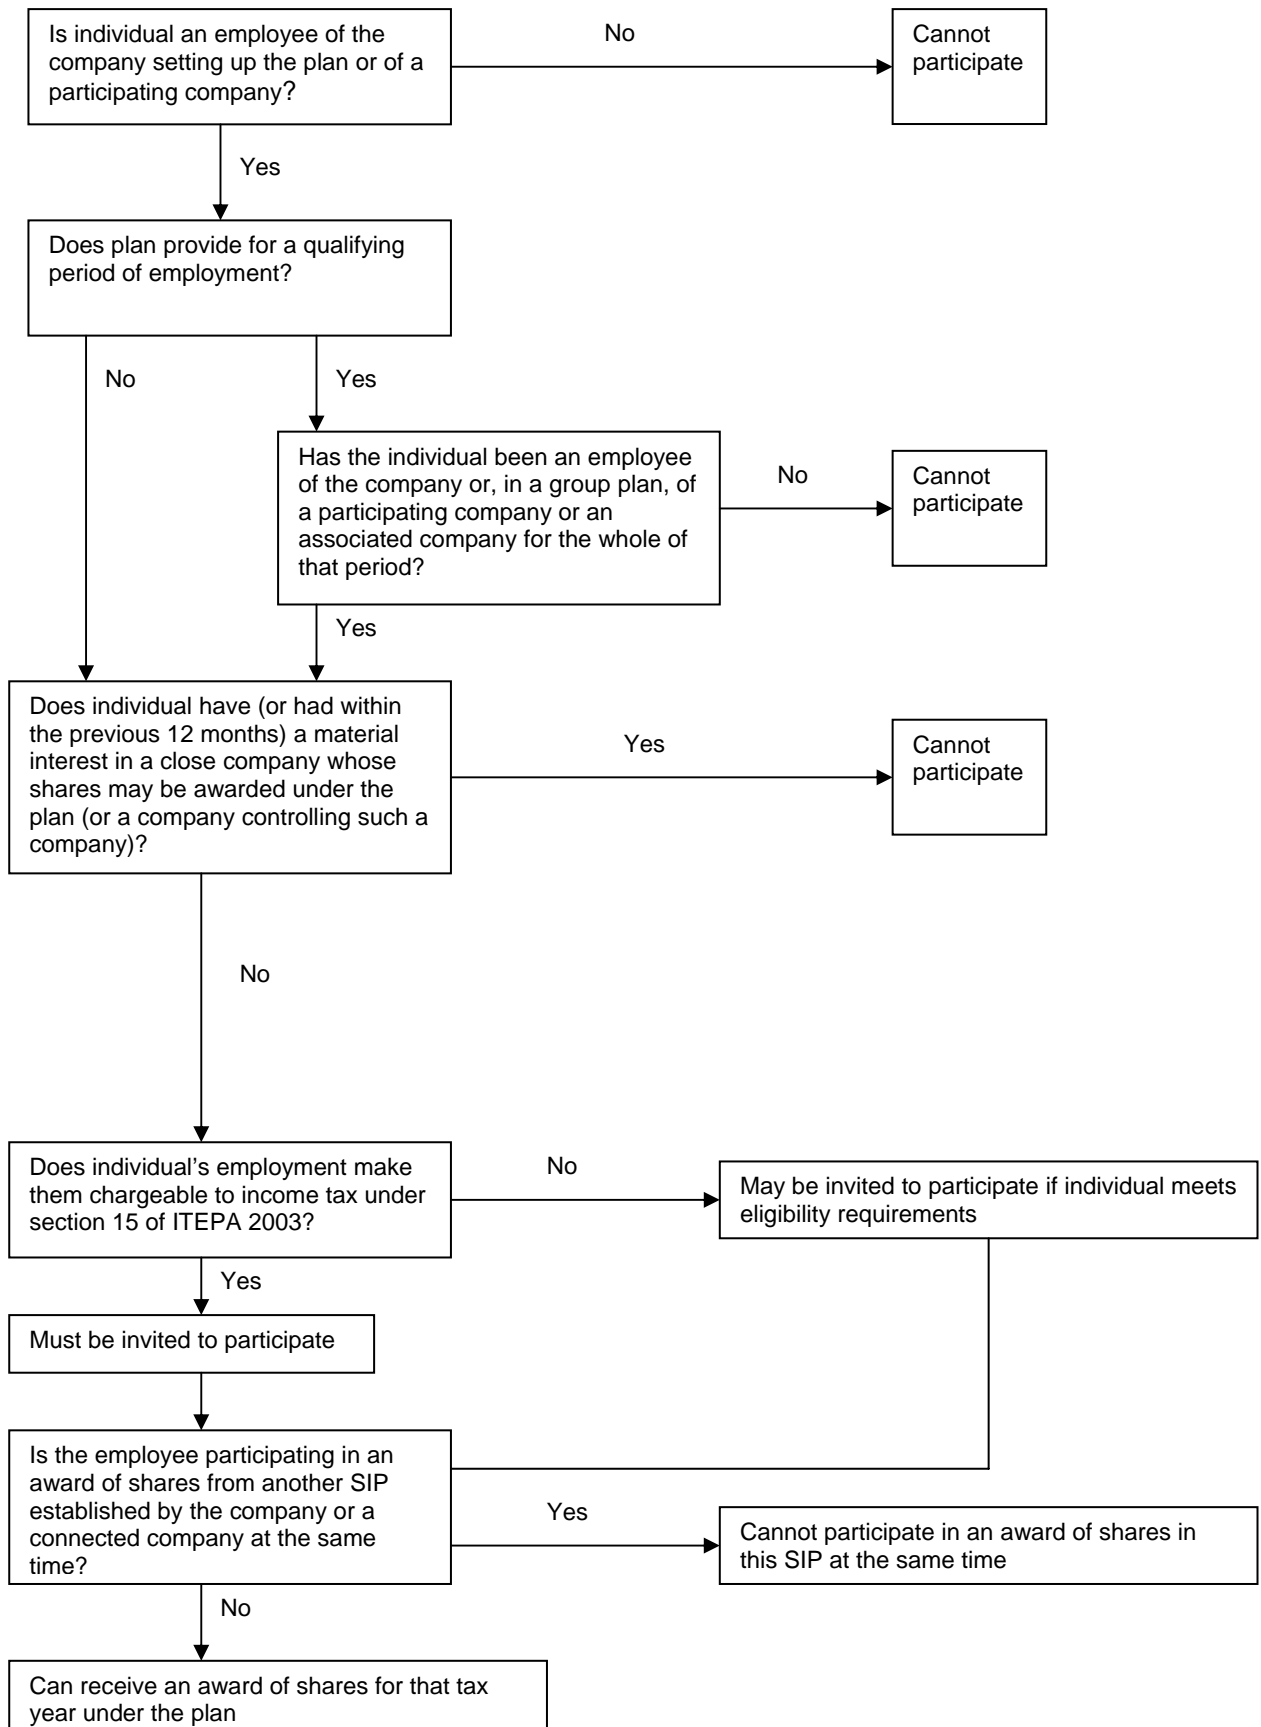 Is individual an employee of the
company setting up the plan or of a
participating company?
No
Cannot
participate
Yes
Does plan provide for a qualifying
period of employment?
No
Yes
Has the individual been an employee
of the company or, in a group plan, of
a participating company or an
associated company for the whole of
that period?
No
Cannot
participate
Yes
Does individual have (or had within
the previous 12 months) a material
interest in a close company whose
shares may be awarded under the
plan (or a company controlling such a
company)?
Yes
Cannot
participate
No
Does individual's employment make
them chargeable to income tax under
section 15 of ITEPA 2003?
No
May be invited to participate if individual meets
eligibility requirements
Yes
Must be invited to participate
Is the employee participating in an
award of shares from another SIP
established by the company or a
connected company at the same
time?
Yes
Cannot participate in an award of shares in
this SIP at the same time
No
Can receive an award of shares for that tax
year under the plan